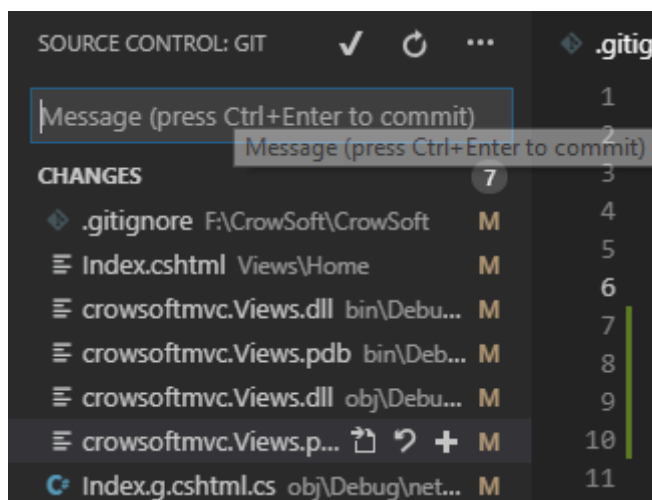 SOURCE CONTROL: GIT
.gitig
Message (press Ctrl+Enter to commit)
Message (press Ctrl+Enter to commit)
CHANGES 7
.gitignore F:\CrowSoft\CrowSoft M
Index.cshtml Views\Home M
crowsoftmvc.Views.dll bin\Debu... M
crowsoftmvc.Views.pdb bin\Deb... M
crowsoftmvc.Views.dll obj\Debu... M
crowsoftmvc.Views.p... M
Index.g.cshtml.cs obj\Debug\net... M
1
2
3
4
5
6
7
8
9
10
11